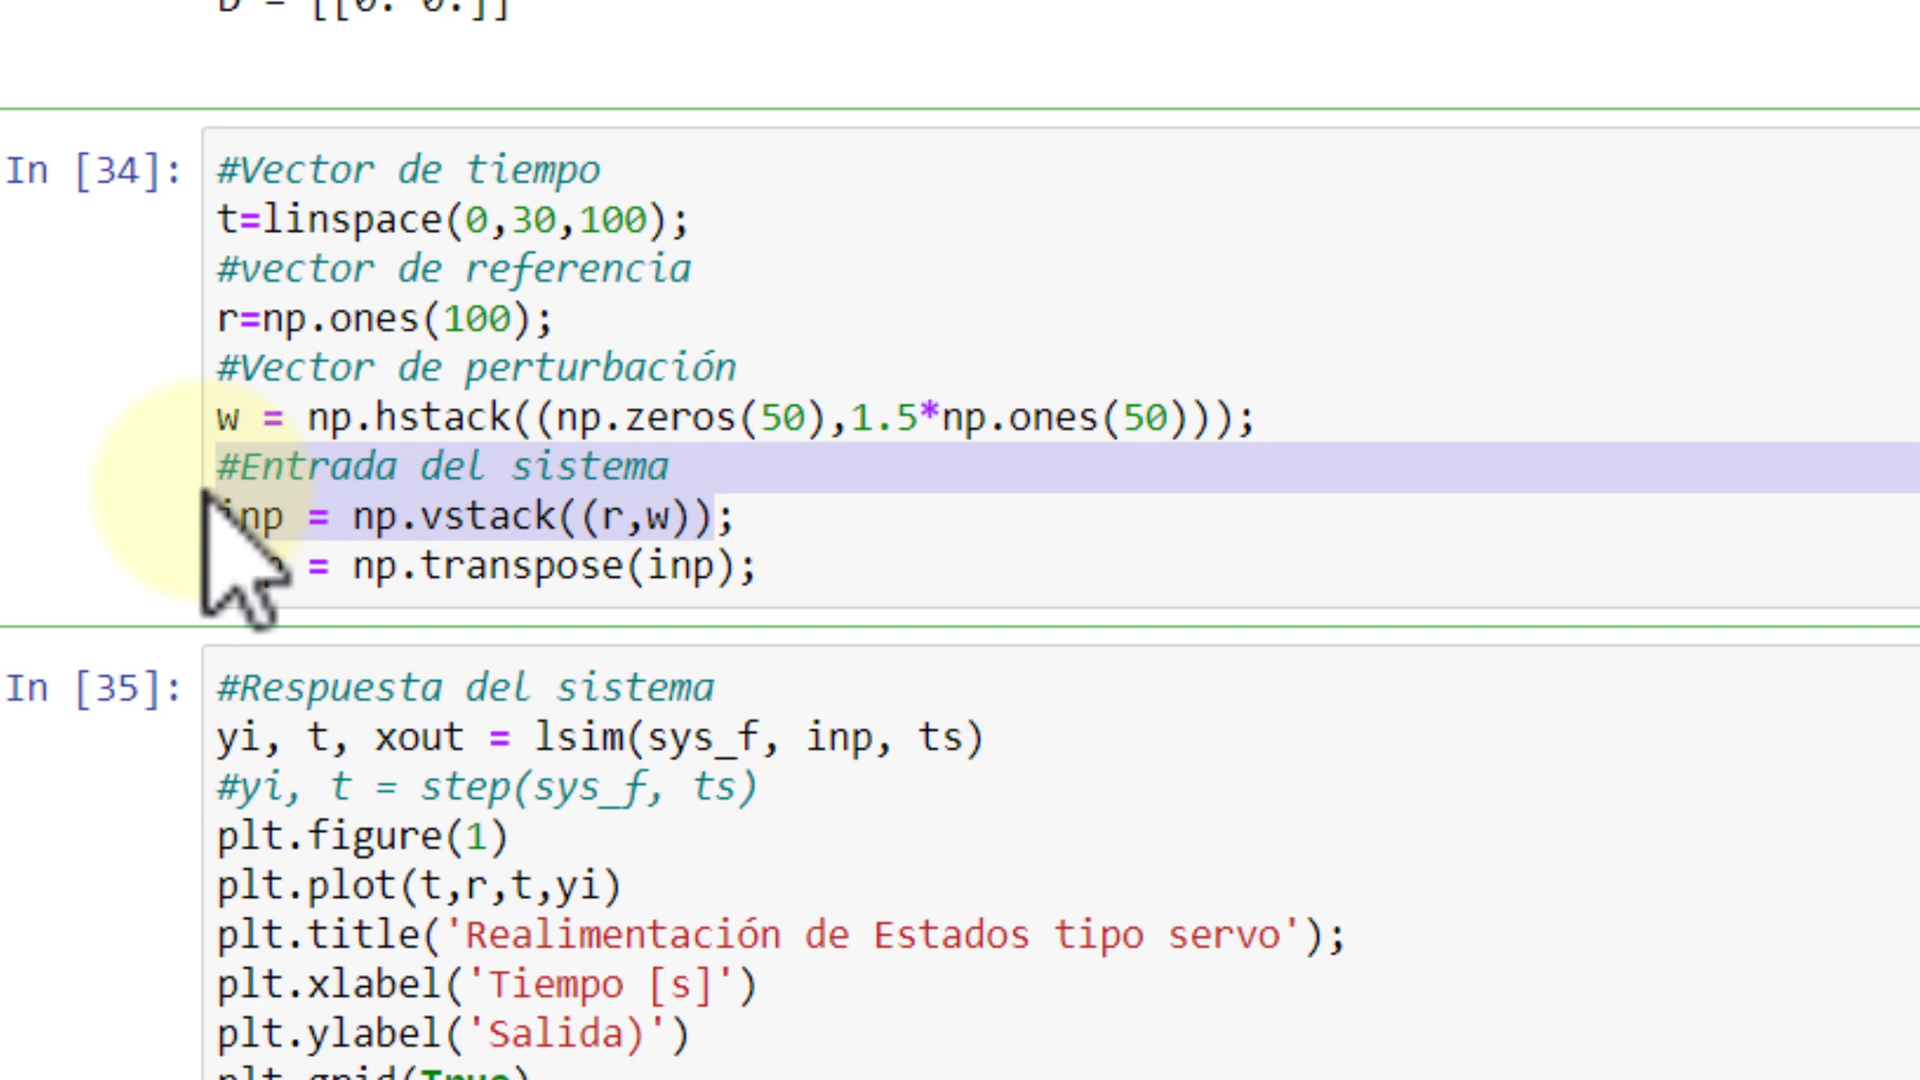 D = [[0. 0.]]
In [34]:
#Vector de tiempo
t=linspace(0,30,100);
#vector de referencia
r=np.ones(100);
#Vector de perturbación
w = np.hstack((np.zeros(50),1.5*np.ones(50)));
#Entrada del sistema
inp = np.vstack((r,w));
= np.transpose(inp);
In [35]:
#Respuesta del sistema
yi, t, xout = lsim(sys_f, inp, ts)
#yi, t = step(sys_f, ts)
plt.figure(1)
plt.plot(t,r,t,yi)
plt.title('Realimentación de Estados tipo servo');
plt.xlabel('Tiempo [s]')
plt.ylabel('Salida)')
plt.grid(True)